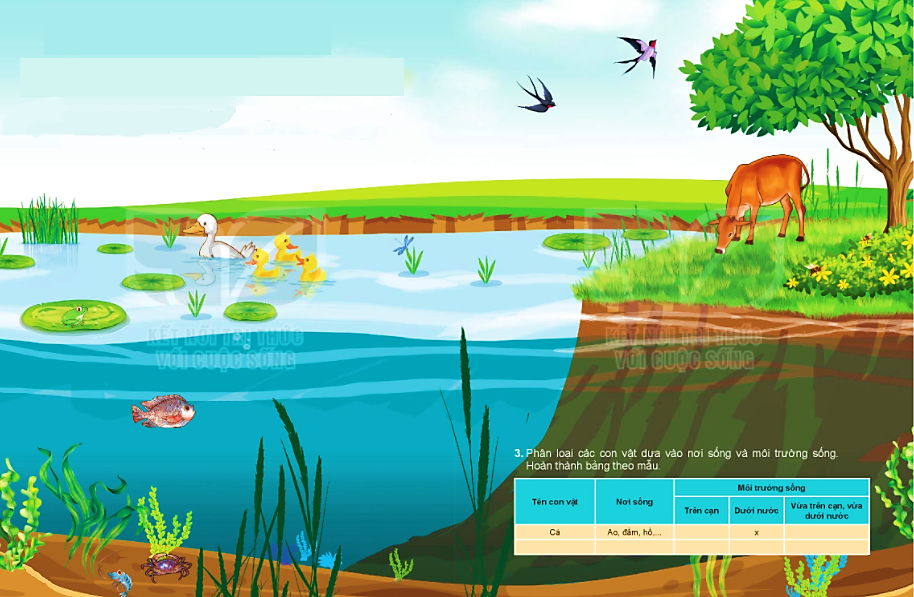 KẾT NỐI TRI THỨC
VỚI CUỘC SỐNG
KẾT NỐI TRI THỨC
VỚI CUỘC SỐNG
3. Phân loại các con vật dựa vào nơi sống và môi trường sống.
Hoàn thành bảng theo mẫu.
Tên con vật
Nơi sống
Môi trường sống
Trên cạn
Dưới nước
Vừa trên cạn, vừa
dưới nước
Cá
Ao, đầm, hồ,...
x